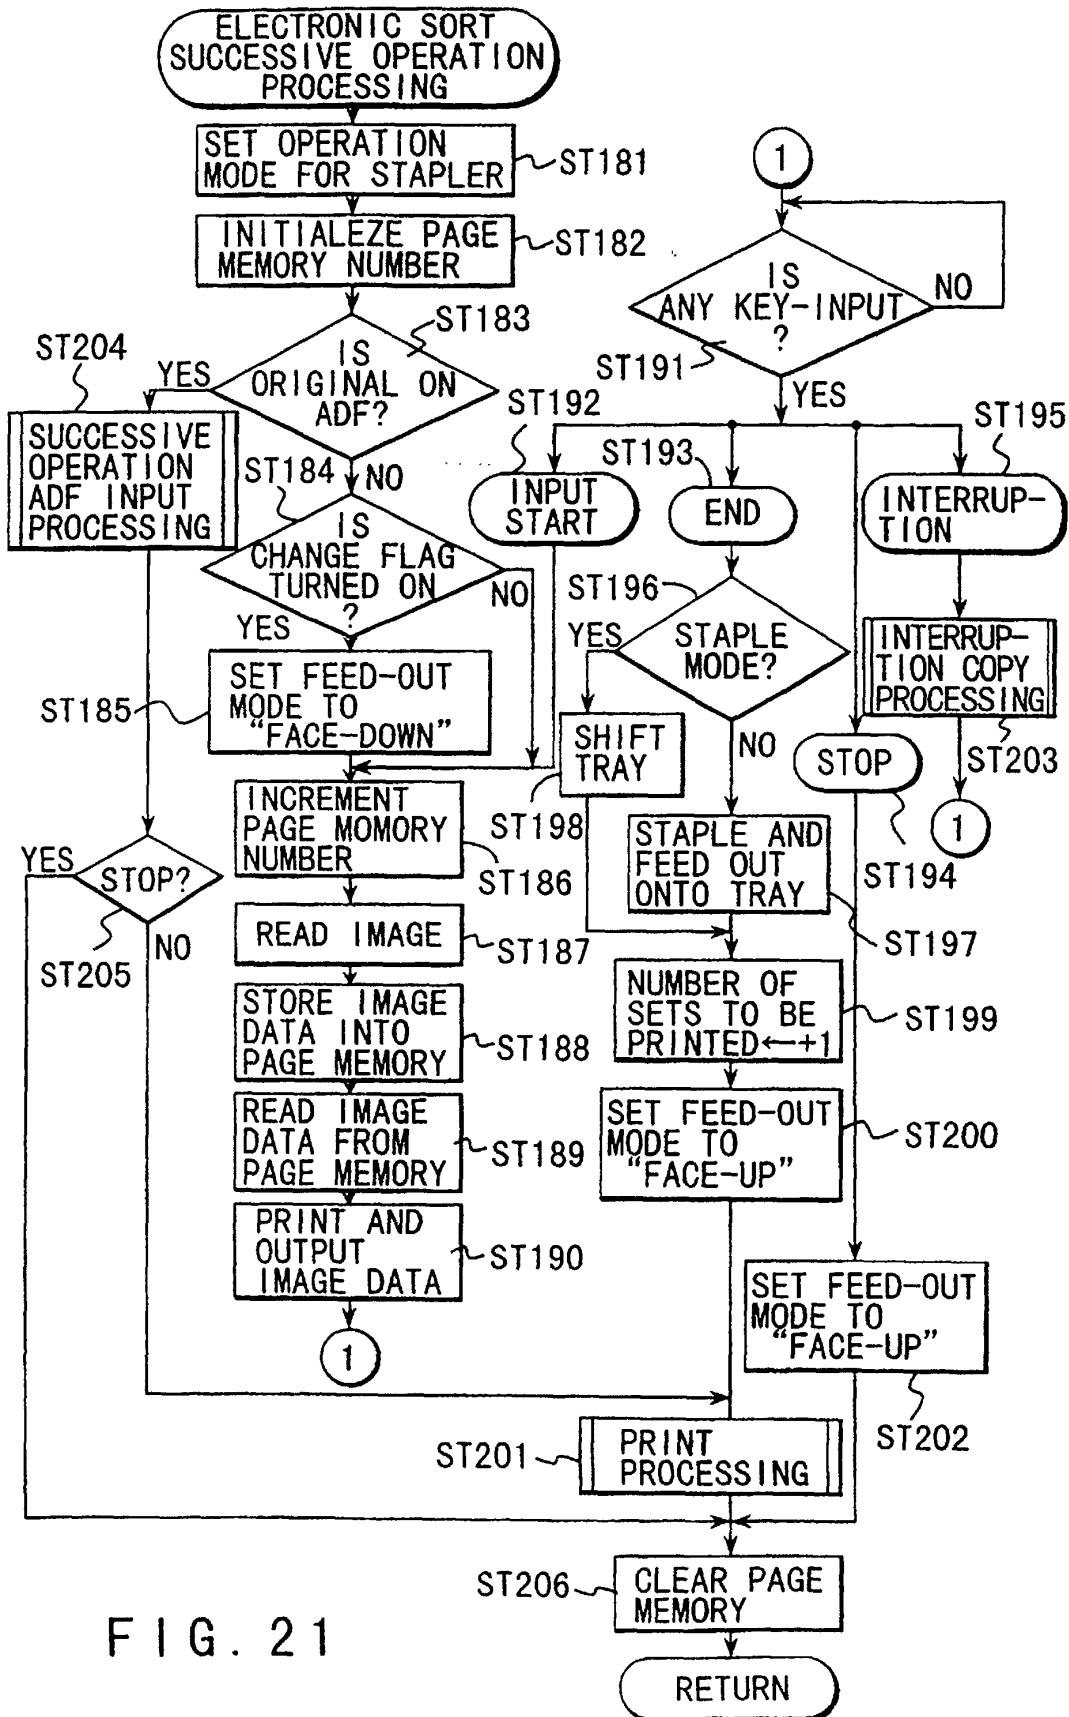 ELECTRONIC SORT
SUCCESSIVE OPERATION
PROCESSING
SET OPERATION
MODE FOR STAPLER
ST181
INITIALEZE PAGE
MEMORY NUMBER
ST182
ST183
IS
ORIGINAL ON
ADF?
YES
NO
ST204
SUCCESSIVE
OPERATION
ADF INPUT
PROCESSING
ST184
IS
CHANGE FLAG
TURNED ON
?
YES
NO
ST185
SET FEED-OUT
MODE TO
"FACE-DOWN"
INCREMENT
PAGE MOMORY
NUMBER
ST186
READ IMAGE
ST187
STORE IMAGE
DATA INTO
PAGE MEMORY
ST188
READ IMAGE
DATA FROM
PAGE MEMORY
ST189
PRINT AND
OUTPUT
IMAGE DATA
ST190
1
YES
STOP?
NO
ST205
1
IS
ANY KEY-INPUT
?
NO
ST191
YES
ST192
INPUT
START
ST193
END
ST195
INTERRUP-
TION
ST196
YES
STAPLE
MODE?
NO
INTERRUP-
TION COPY
PROCESSING
ST203
1
SHIFT
TRAY
ST198
STOP
ST194
STAPLE AND
FEED OUT
ONTO TRAY
ST197
NUMBER OF
SETS TO BE
PRINTED←+1
ST199
SET FEED-OUT
MODE TO
"FACE-UP"
ST200
SET FEED-OUT
MODE TO
"FACE-UP"
ST202
ST201
PRINT
PROCESSING
ST206
CLEAR PAGE
MEMORY
RETURN
FIG. 21